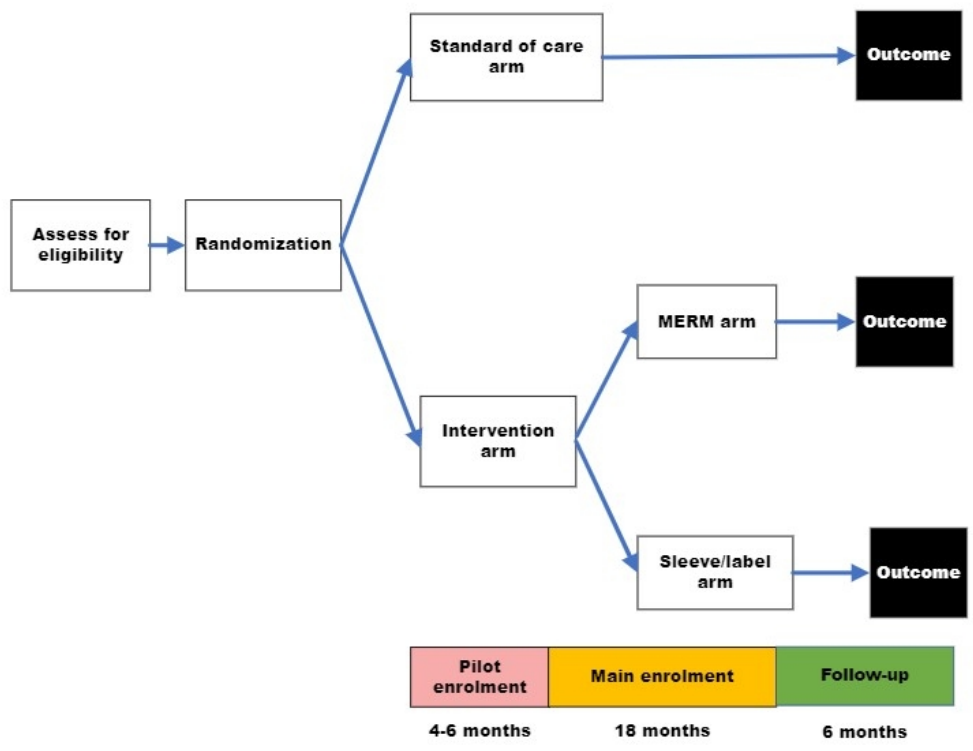 Standard of care
arm
Outcome
Assess for
eligibility
Randomization
MERM arm
Outcome
Intervention
arm
Sleeve/label
arm
Outcome
Pilot
enrolment
Main enrolment
Follow-up
4-6 months
18 months
6 months